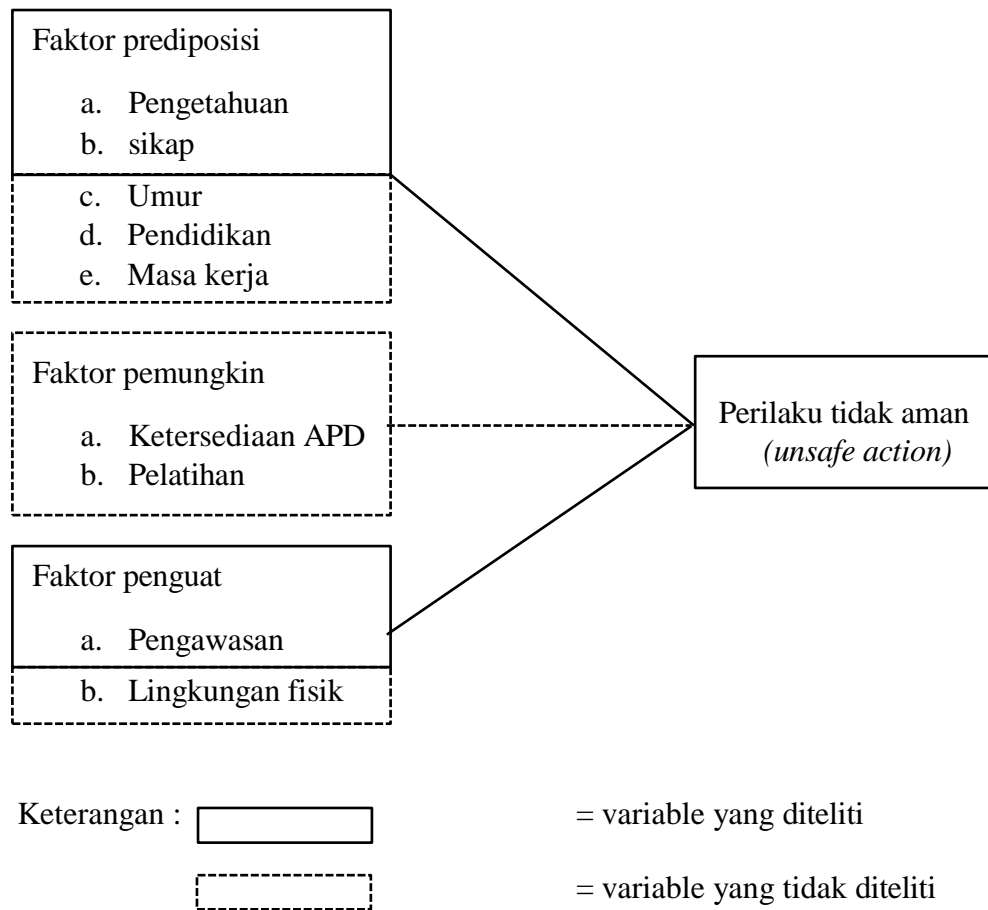 Faktor prediposisi
a. Pengetahuan
b. sikap
c. Umur
d. Pendidikan
e. Masa kerja
Faktor pemungkin
a. Ketersediaan APD
b. Pelatihan
Faktor penguat
a. Pengawasan
b. Lingkungan fisik
Perilaku tidak aman
(unsafe action)
Keterangan :
= variable yang diteliti
= variable yang tidak diteliti